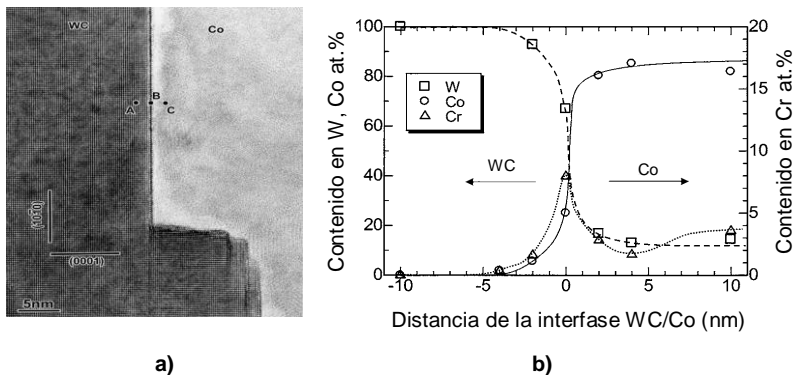 WC
Co
A
B
C
(10-10)
(0001)
5nm
a)
Contenido en W, Co at.%
100
80
60
40
20
0
W
Co
Cr
WC
Co
20
15
10
5
0
Contenido en Cr at.%
-10
-5
0
5
10
Distancia de la interfase WC/Co (nm)
b)